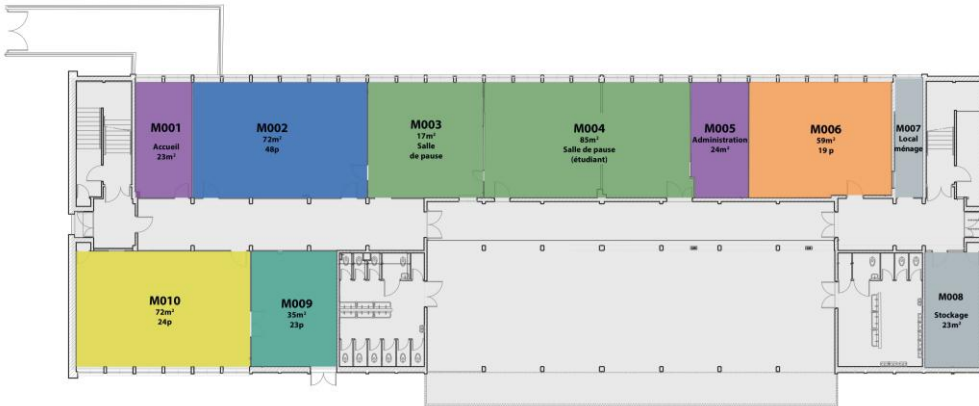 M001
Accueil
23m²
M002
72m²
48p
M003
17m²
Salle
de pause
M004
85m²
Salle de pause
(étudiant)
M005
Administration
24m²
M006
59m²
19 p
M007
Local
ménage
M010
72m²
24p
M009
35m²
23p
M008
Stockage
23m²